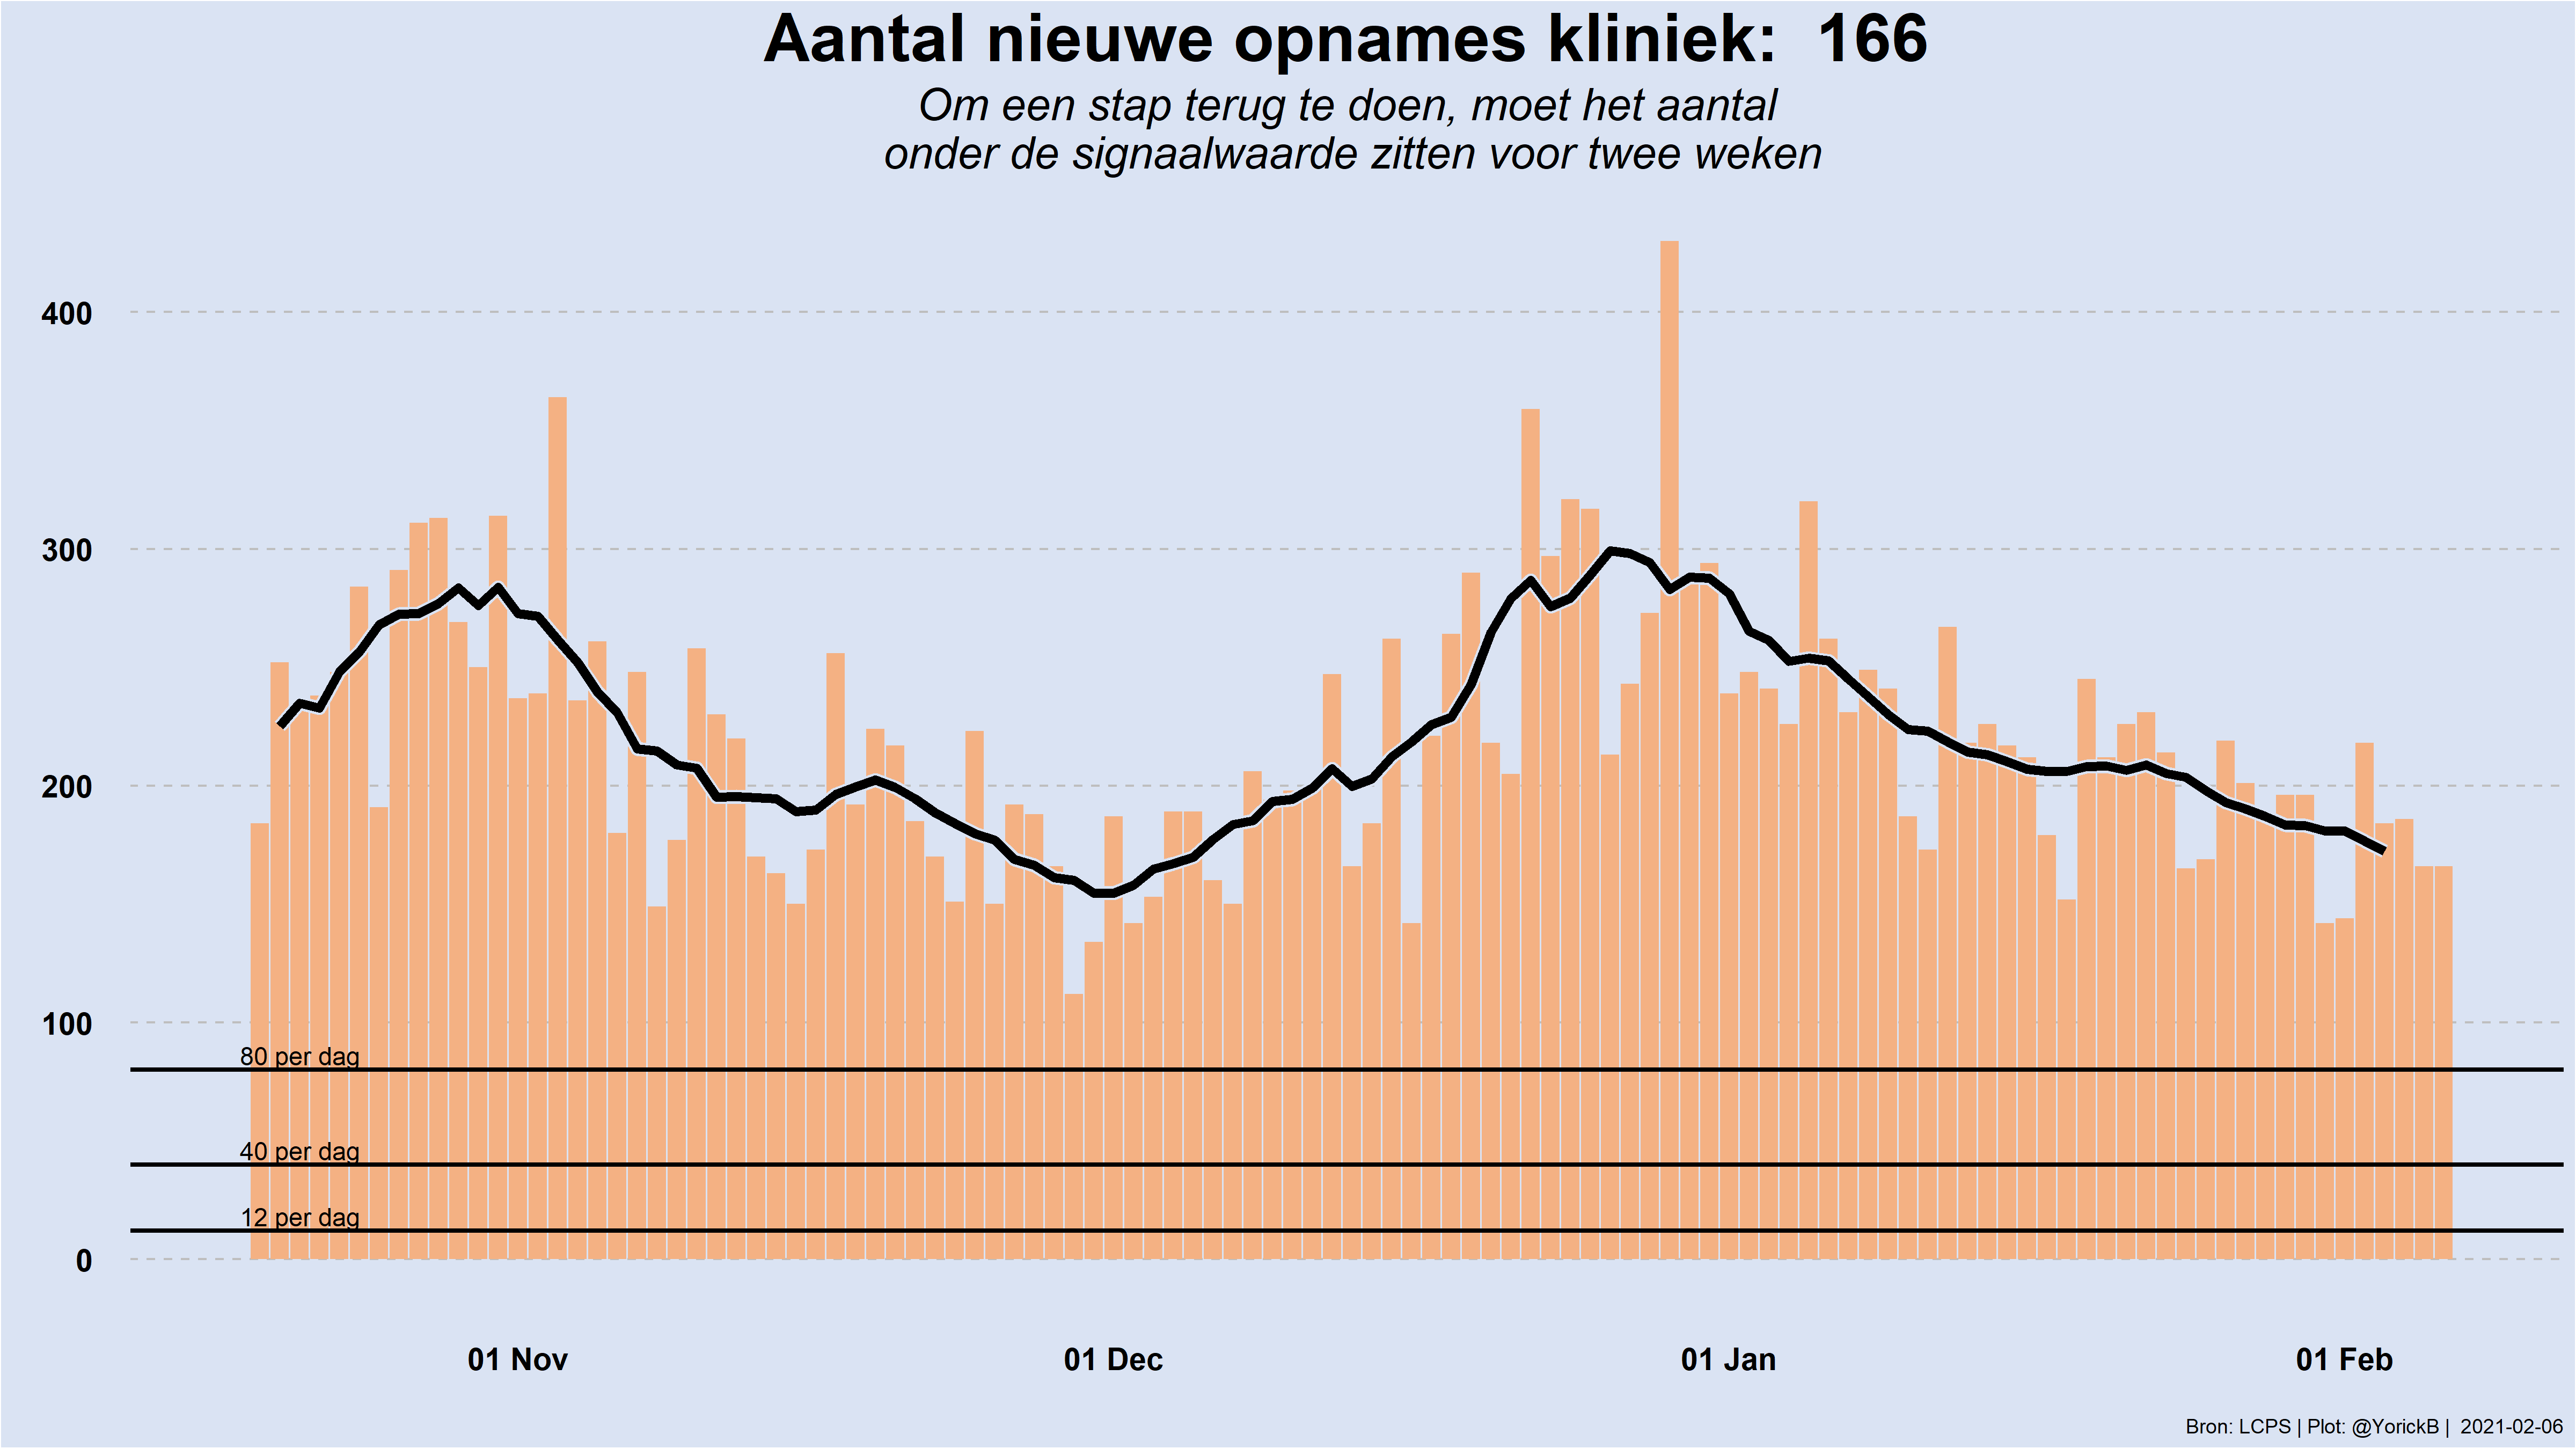 Aantal nieuwe opnames kliniek:  166
Om een stap terug te doen, moet het aantal
onder de signaalwaarde zitten voor twee weken
400
300
200
100
80 per dag
40 per dag
12 per dag
0
01 Nov
01 Dec
01 Jan
01 Feb
Bron: LCPS | Plot: @YorickB |  2021-02-06